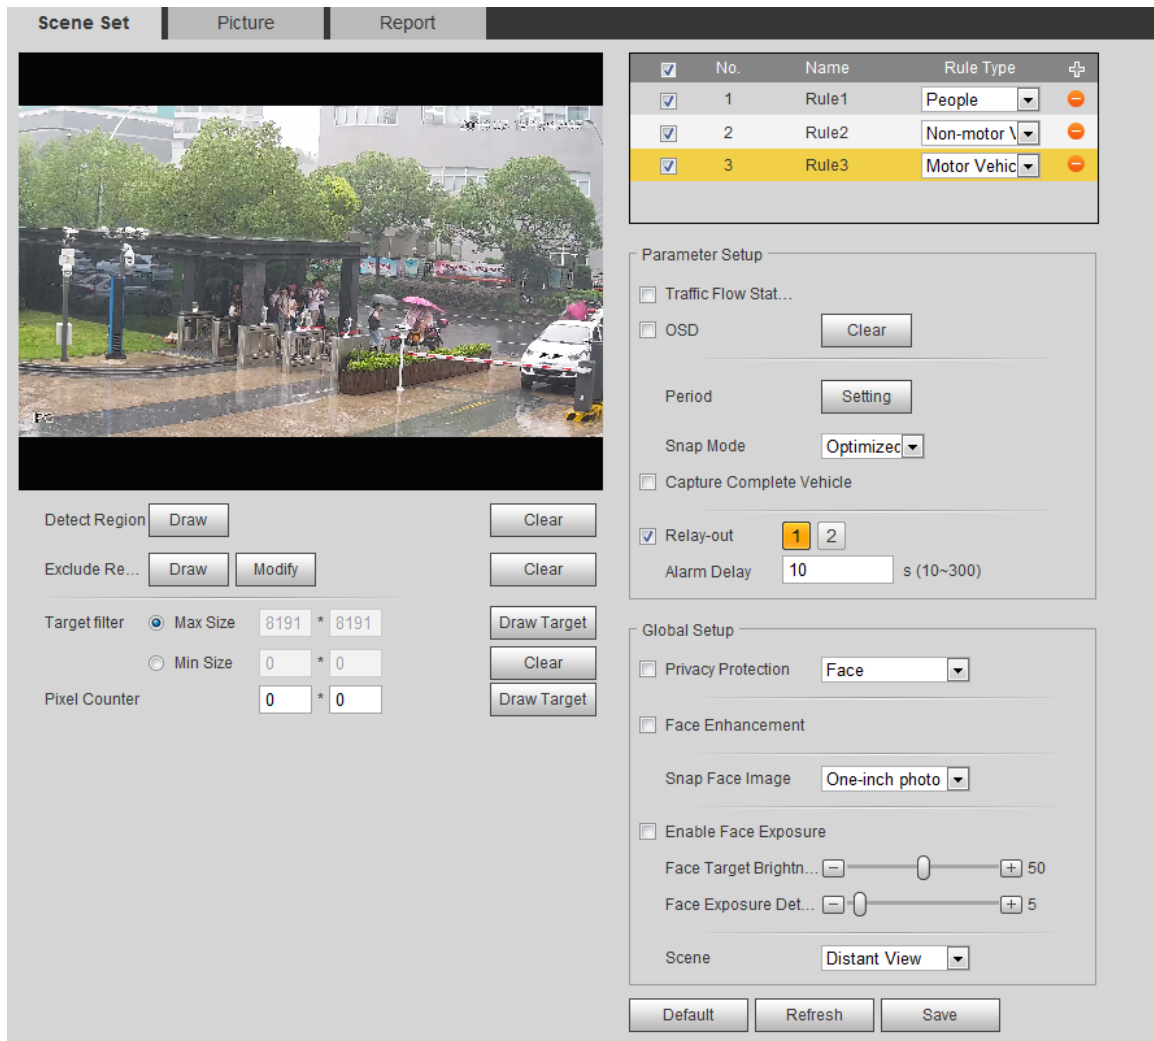 Scene Set Picture Report
No. Name Rule Type
1 Rule1 People
2 Rule2 Non-motor V
3 Rule3 Motor Vehic
Parameter Setup
Traffic Flow Stat...
OSD Clear
Period Setting
Snap Mode Optimized
Capture Complete Vehicle
Relay-out 1 2
Alarm Delay 10 s (10~300)
Detect Region Draw Clear
Exclude Re... Draw Modify Clear
Target filter Max Size 8191 * 8191 Draw Target
Min Size 0 * 0 Clear
Pixel Counter 0 * 0 Draw Target
Global Setup
Privacy Protection Face
Face Enhancement
Snap Face Image One-inch photo
Enable Face Exposure
Face Target Brightn... 50
Face Exposure Det... 5
Scene Distant View
Default Refresh Save